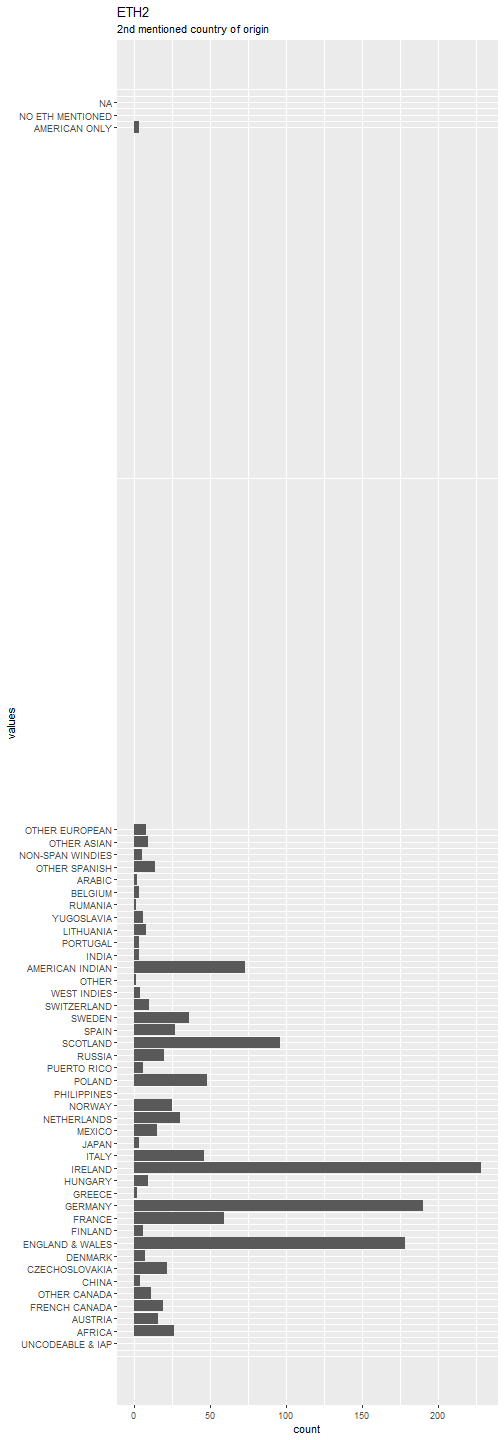 ETH2
2nd mentioned country of origin
NA
NO ETH MENTIONED
AMERICAN ONLY
values
OTHER EUROPEAN
OTHER ASIAN
NON-SPAN WINDIES
OTHER SPANISH
ARABIC
BELGIUM
RUMANIA
YUGOSLAVIA
LITHUANIA
PORTUGAL
INDIA
AMERICAN INDIAN
OTHER
WEST INDIES
SWITZERLAND
SWEDEN
SPAIN
SCOTLAND
RUSSIA
PUERTO RICO
POLAND
PHILIPPINES
NORWAY
NETHERLANDS
MEXICO
JAPAN
ITALY
IRELAND
HUNGARY
GREECE
GERMANY
FRANCE
FINLAND
ENGLAND & WALES
DENMARK
CZECHOSLOVAKIA
CHINA
OTHER CANADA
FRENCH CANADA
AUSTRIA
AFRICA
UNCODEABLE & IAP
0 50 100 150 200
count